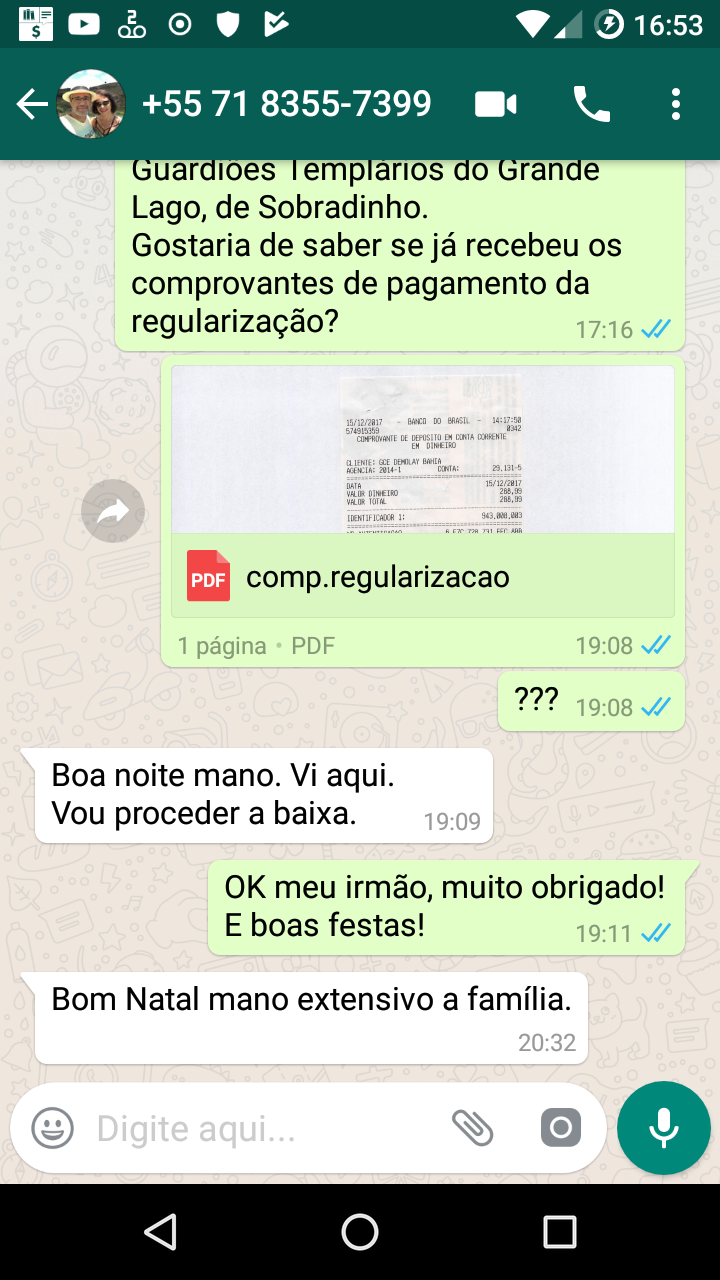 16:53
+55 71 8355-7399
Guardiões Templários do Grande
Lago, de Sobradinho.
Gostaria de saber se já recebeu os
comprovantes de pagamento da
regularização?
17:16
15/12/2017 - BANCO DO BRASIL - 14:17:50
574915359 0342
COMPROVANTE DE DEPOSITO EM CONTA CORRENTE
EM DINHEIRO
CLIENTE: GCE DEMOLAY BAHIA
AGENCIA: 2014-1 CONTA: 29.131-5
DATA 15/12/2017
VALOR DINHEIRO 288,99
VALOR TOTAL 288,99
IDENTIFICADOR 1: 943,008,003
PDF comp.regularizacao
1 página • PDF 19:08
??? 19:08
Boa noite mano. Vi aqui.
Vou proceder a baixa. 19:09
OK meu irmão, muito obrigado!
E boas festas! 19:11
Bom Natal mano extensivo a família.
20:32
Digite aqui...